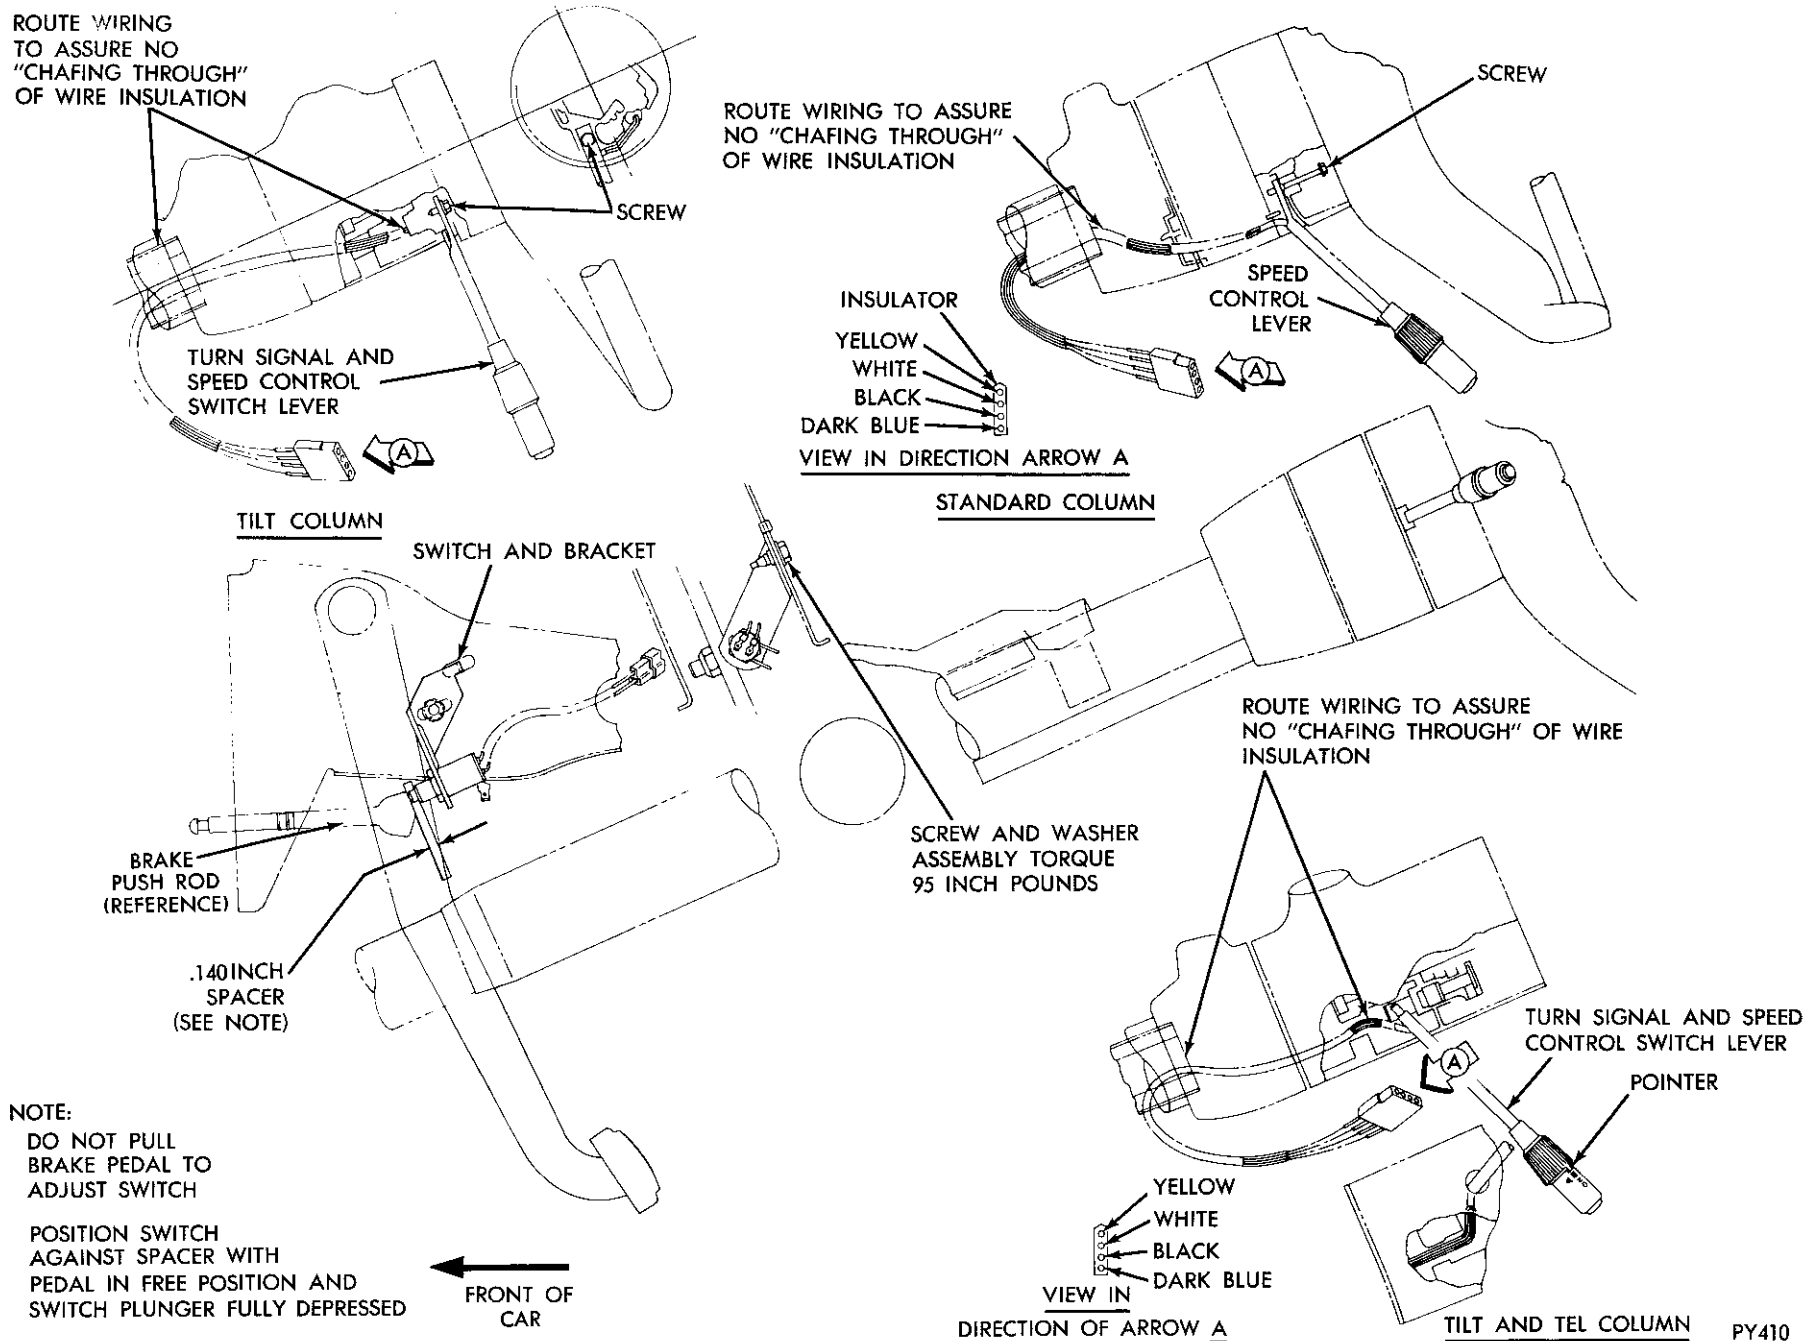 ROUTE WIRING
TO ASSURE NO
"CHAFING THROUGH"
OF WIRE INSULATION
SCREW
TURN SIGNAL AND
SPEED CONTROL
SWITCH LEVER
A
TILT COLUMN
ROUTE WIRING TO ASSURE
NO "CHAFING THROUGH"
OF WIRE INSULATION
SCREW
SPEED
CONTROL
LEVER
INSULATOR
YELLOW
WHITE
BLACK
DARK BLUE
A
VIEW IN DIRECTION ARROW A
STANDARD COLUMN
SWITCH AND BRACKET
BRAKE
PUSH ROD
(REFERENCE)
.140 INCH
SPACER
(SEE NOTE)
SCREW AND WASHER
ASSEMBLY TORQUE
95 INCH POUNDS
ROUTE WIRING TO ASSURE
NO "CHAFING THROUGH" OF WIRE
INSULATION
TURN SIGNAL AND SPEED
CONTROL SWITCH LEVER
A
POINTER
NOTE:
DO NOT PULL
BRAKE PEDAL TO
ADJUST SWITCH
POSITION SWITCH
AGAINST SPACER WITH
PEDAL IN FREE POSITION AND
SWITCH PLUNGER FULLY DEPRESSED
FRONT OF
CAR
YELLOW
WHITE
BLACK
DARK BLUE
VIEW IN
DIRECTION OF ARROW A
TILT AND TEL COLUMN
PY410